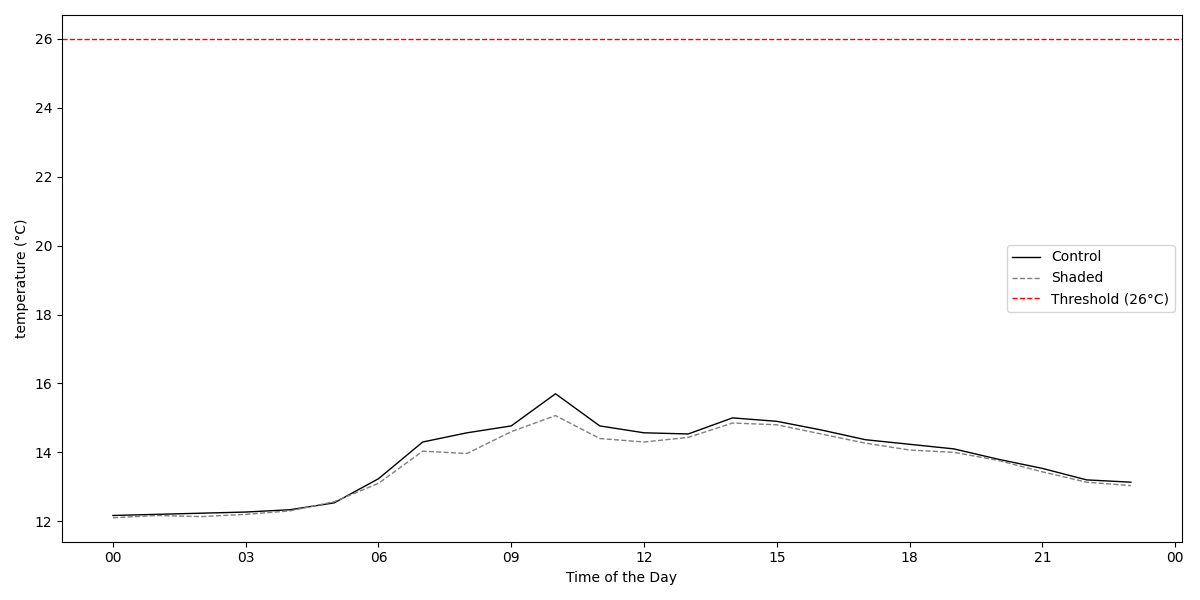 26
24
22
20
18
16
14
12
temperature (°C)
Control
Shaded
Threshold (26°C)
00 03 06 09 12 15 18 21 00
Time of the Day